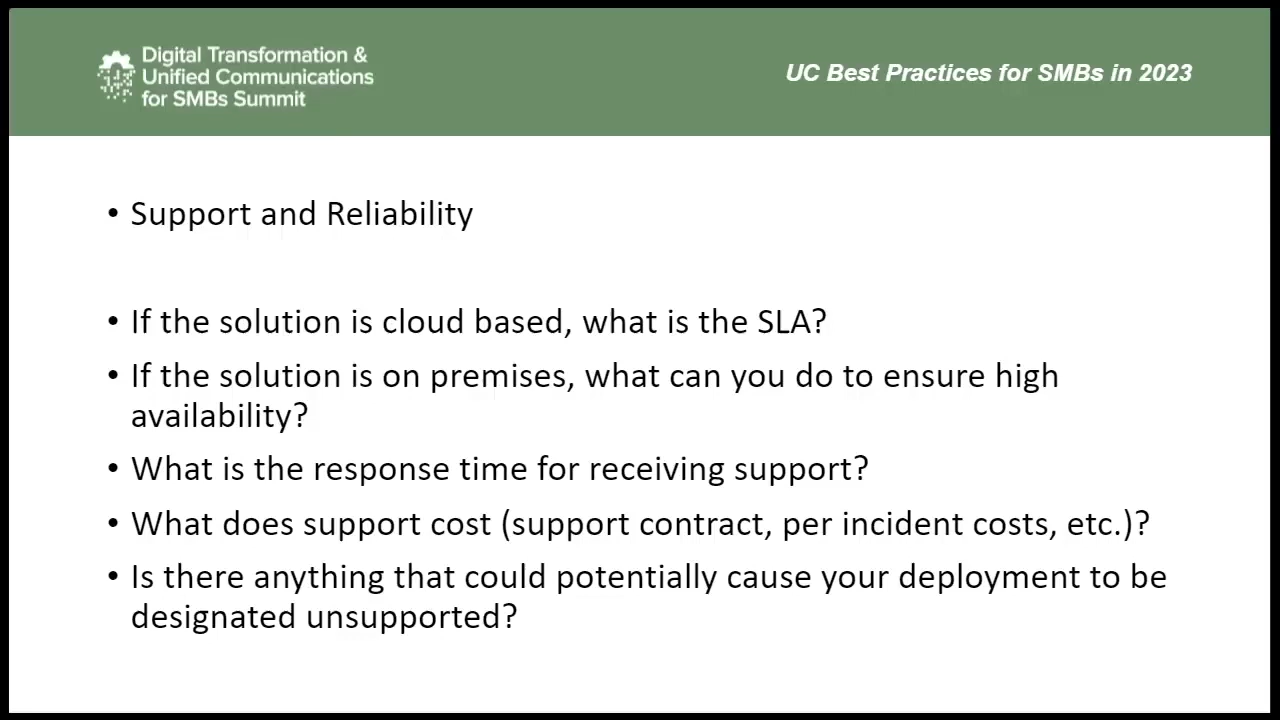 Digital Transformation &
Unified Communications
for SMBs Summit
UC Best Practices for SMBs in 2023
• Support and Reliability
• If the solution is cloud based, what is the SLA?
• If the solution is on premises, what can you do to ensure high
availability?
• What is the response time for receiving support?
• What does support cost (support contract, per incident costs, etc.)?
• Is there anything that could potentially cause your deployment to be
designated unsupported?